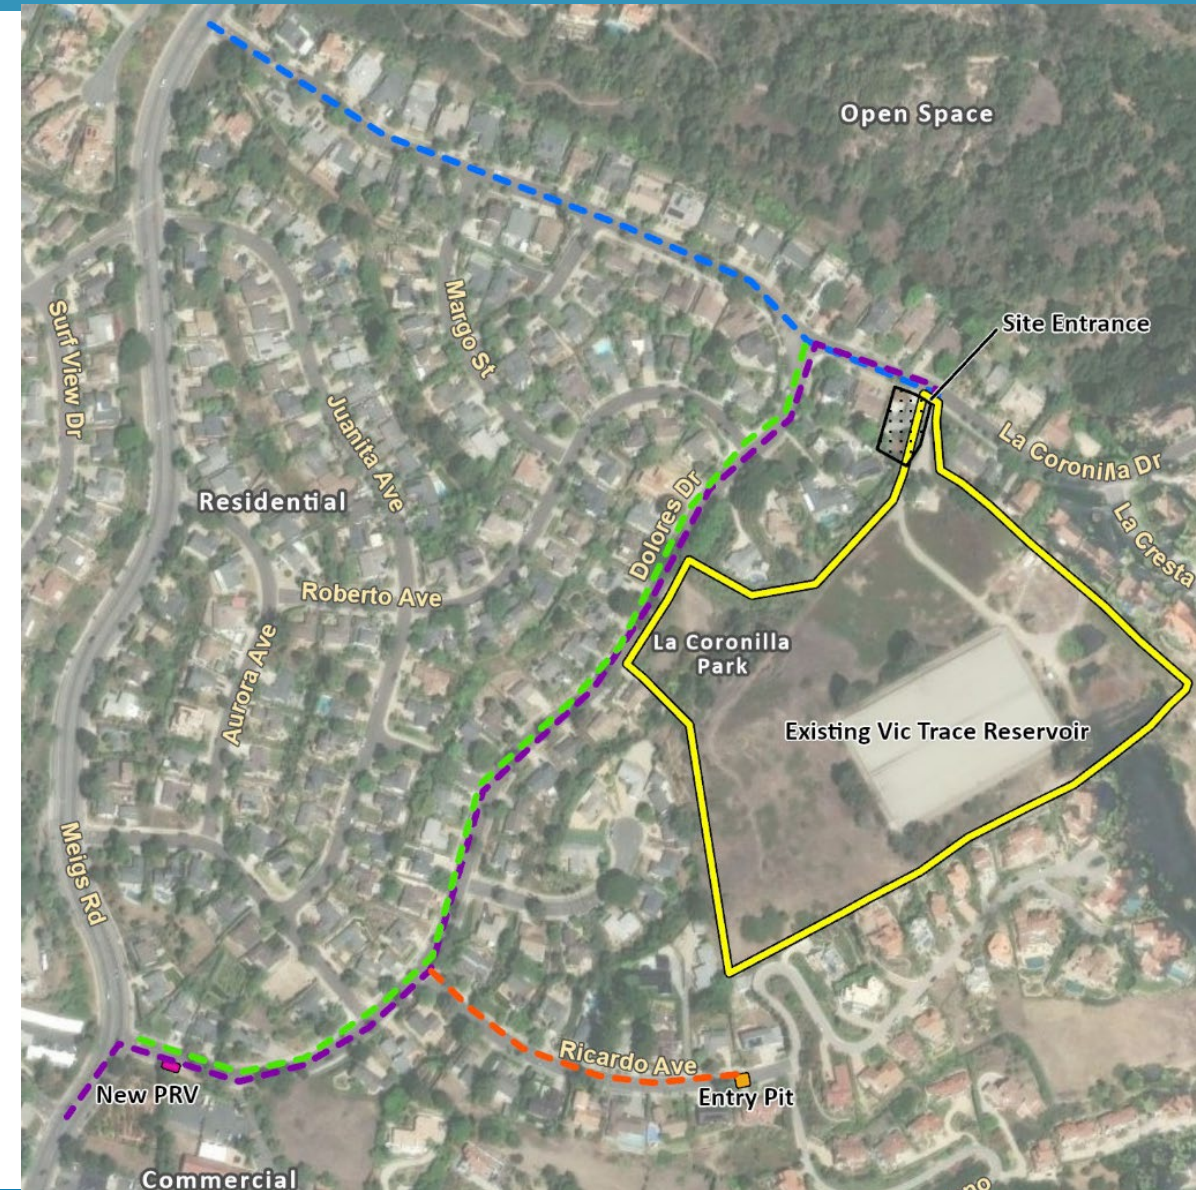 Open Space
Site Entrance
Surf View Dr
Margo St
Juanita Ave
La Coronilla Dr
La Cresta
Residential
Dolores Dr
Roberto Ave
La Coronilla
Park
Aurora Ave
Existing Vic Trace Reservoir
Meigs Rd
Ricardo Ave
New PRV
Entry Pit
Commercial